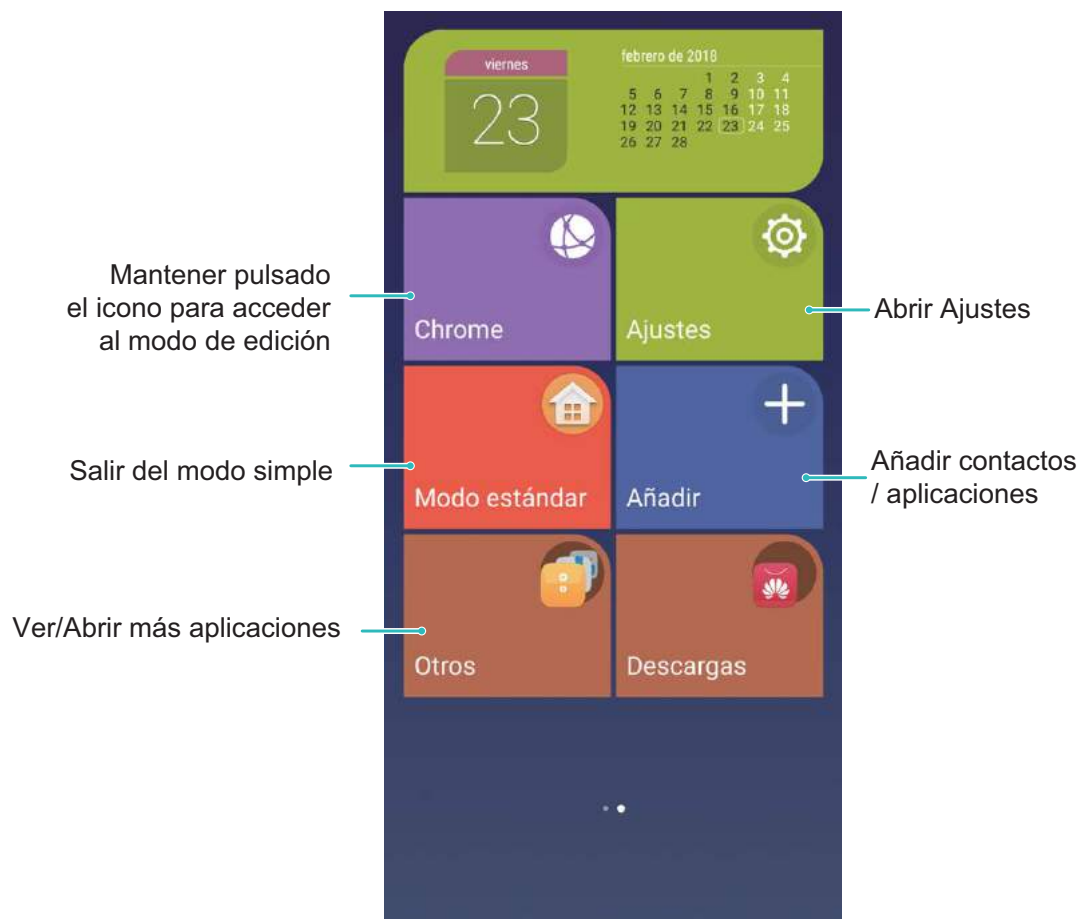 viernes
23
febrero de 2018
1 2 3 4
5 6 7 8 9 10 11
12 13 14 15 16 17 18
19 20 21 22 23 24 25
26 27 28
Mantener pulsado
el icono para acceder
al modo de edición
Chrome
Ajustes
Abrir Ajustes
Salir del modo simple
Modo estándar
Añadir
Añadir contactos
/ aplicaciones
Ver/Abrir más aplicaciones
Otros
Descargas